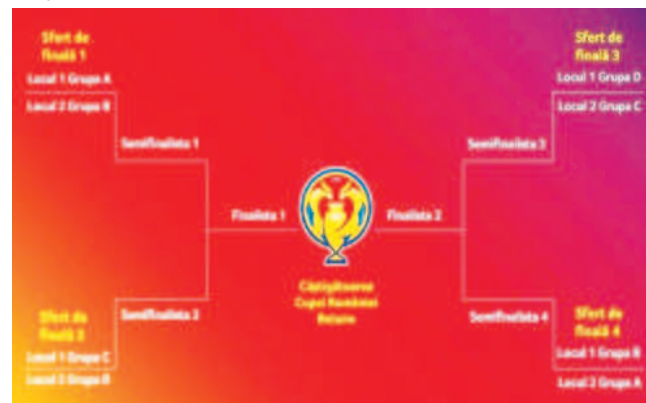 Sfert de
finală 1
Locul 1 Grupa A
Locul 2 Grupa B
Semifinalista 1
Sfert de
finală 3
Locul 1 Grupa D
Locul 2 Grupa C
Semifinalista 3
Finalista 1
Finalista 2
Câștigătoarea
Cupei României
Betano
Sfert de
finală 2
Semifinalista 2
Locul 1 Grupa C
Locul 2 Grupa D
Semifinalista 4
Sfert de
finală 4
Locul 1 Grupa B
Locul 2 Grupa A